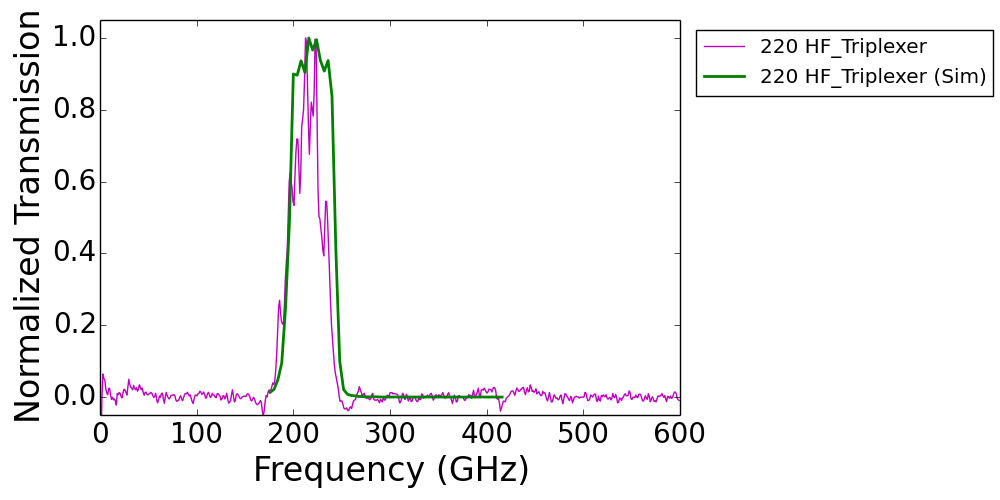 Normalized Transmisssion
1.0
0.8
0.6
0.4
0.2
0.0
0 100 200 300 400 500 600
Frequency (GHz)
220 HF_Triplexer
220 HF_Triplexer (Sim)